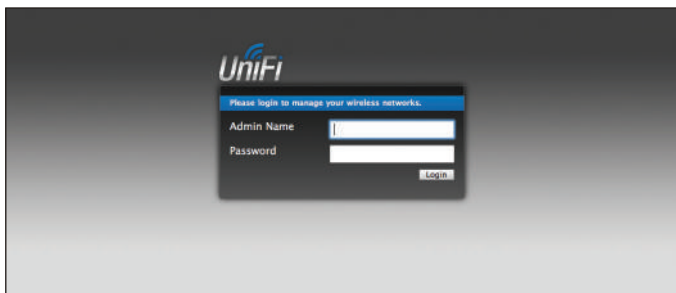 UniFi
Please login to manage your wireless networks.
Admin Name
Password
Login